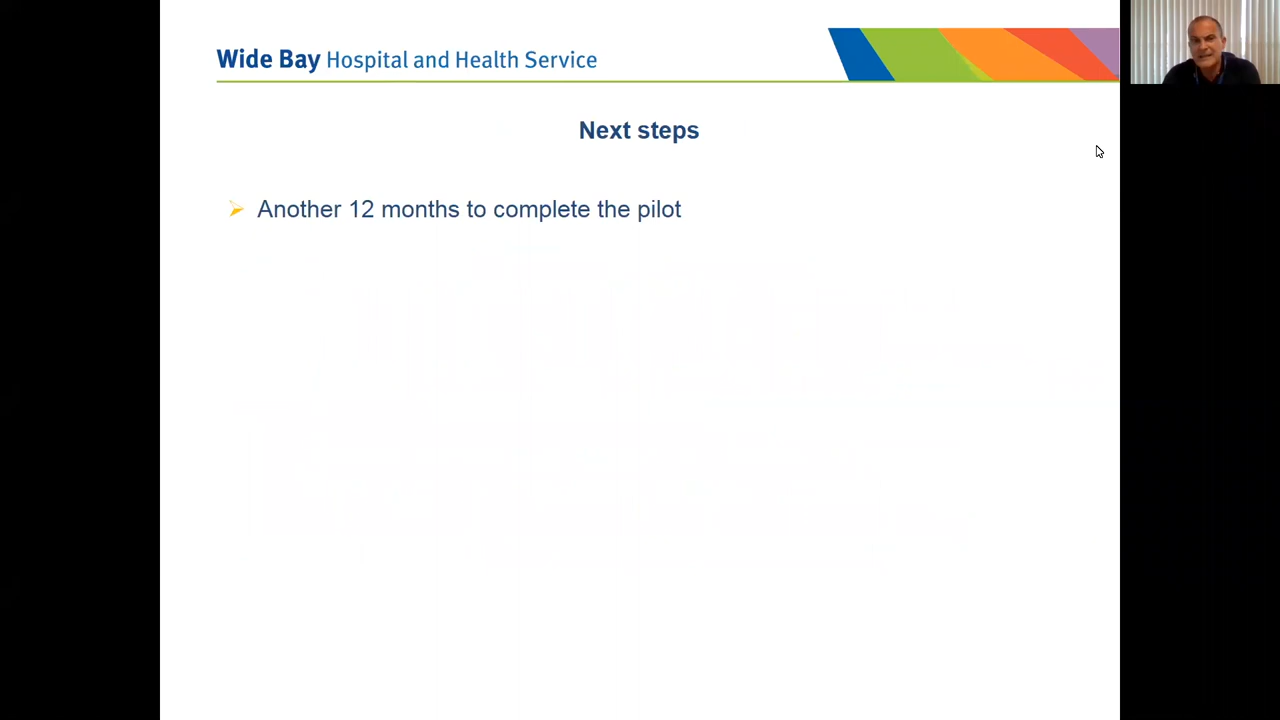 Wide Bay Hospital and Health Service
Next steps
Another 12 months to complete the pilot